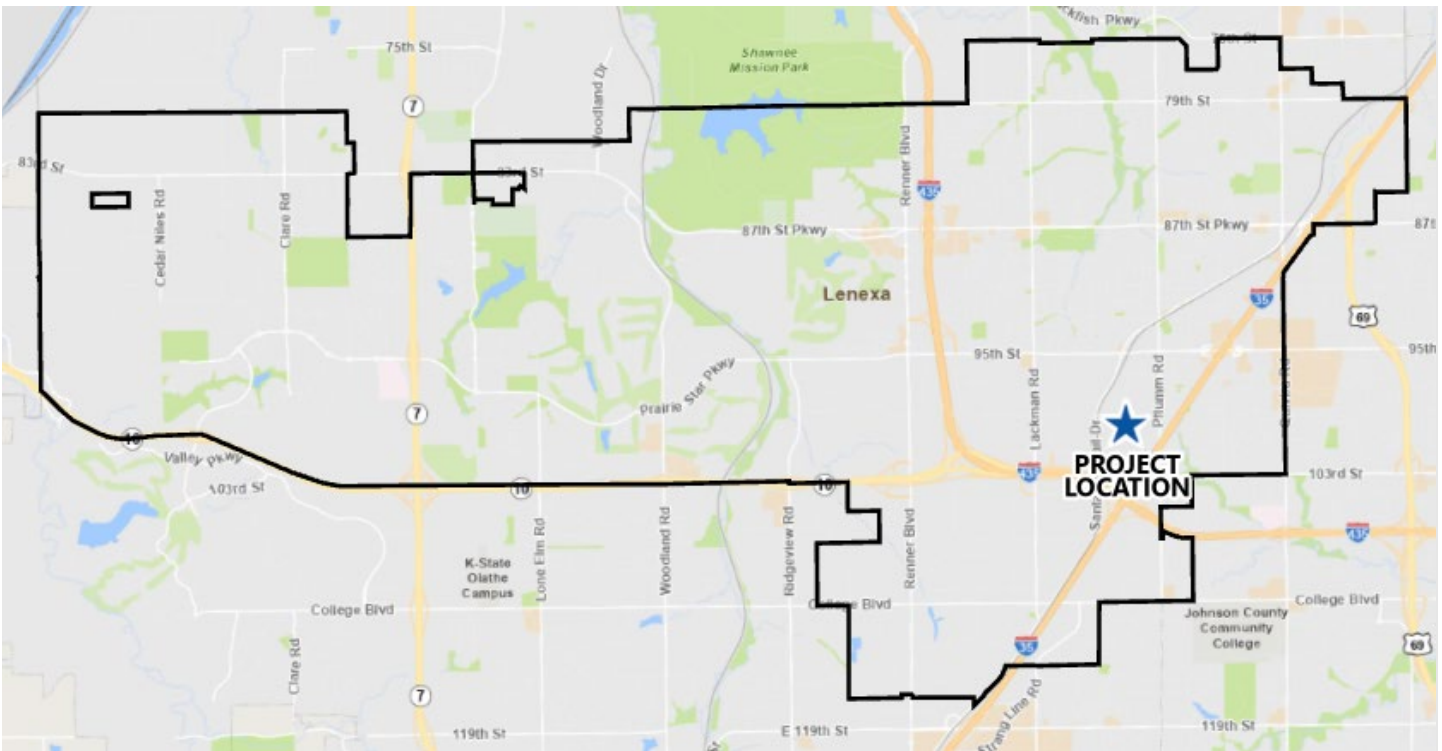 75th St
Shawnee
Mission Park
Woodland Dr
7
79th St
83rd St
Renner Blvd
435
Cedar Niles Rd
Clare Rd
87th St Pkwy
87th St Pkwy
Lenexa
35
69
95th St
95th
Prairie Star Pkwy
Lackman Rd
Pflumm Rd
7
10
Valley Pkwy
103rd St
10
10
435
PROJECT
LOCATION
103rd St
435
K-State
Olathe
Campus
Lone Elm Rd
Woodland Rd
Ridgeview Rd
Renner Blvd
College Blvd
College Blvd
College Blvd
Johnson County
Community
College
Clare Rd
35
69
7
Strang Line Rd
119th St
E 119th St
119th St